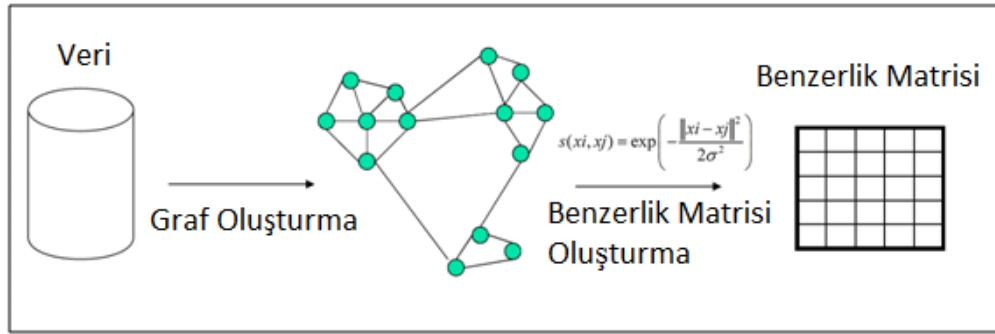 Veri
Graf Oluşturma
s(xi, xj) = exp(-||xi - xj||² / 2σ²)
Benzerlik Matrisi
Oluşturma
Benzerlik Matrisi